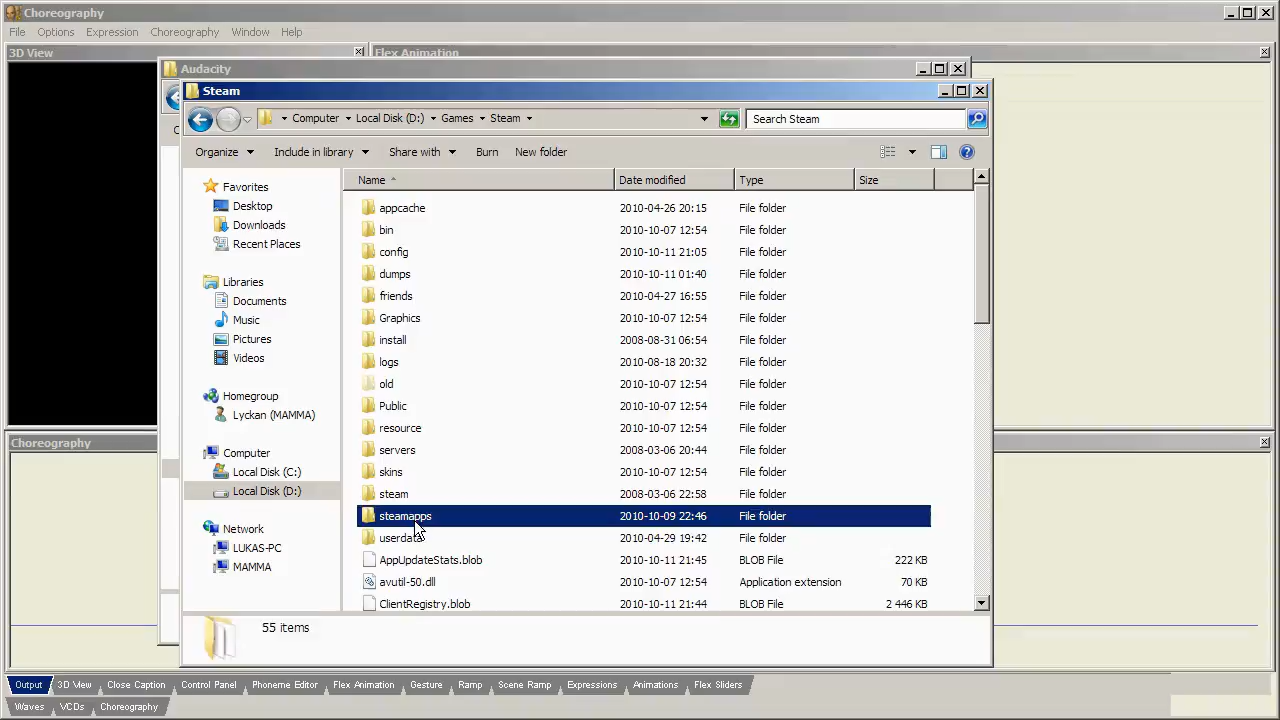 Choreography
File Options Expression Choreography Window Help
3D View
Flex Animation
Audacity
Steam
Computer Local Disk (D:) Games Steam
Search Steam
Organize Include in library Share with Burn New folder
Favorites
Desktop
Downloads
Recent Places
Libraries
Documents
Music
Pictures
Videos
Homegroup
Lyckan (MAMMA)
Computer
Local Disk (C:)
Local Disk (D:)
Network
LUKAS-PC
MAMMA
Name Date modified Type Size
appcache 2010-04-26 20:15 File folder
bin 2010-10-07 12:54 File folder
config 2010-10-11 21:05 File folder
dumps 2010-10-11 01:40 File folder
friends 2010-04-27 16:55 File folder
Graphics 2010-10-07 12:54 File folder
install 2008-08-31 06:54 File folder
logs 2010-08-18 20:32 File folder
old 2010-10-07 12:54 File folder
Public 2010-10-07 12:54 File folder
resource 2010-10-07 12:54 File folder
servers 2008-03-06 20:44 File folder
skins 2010-10-07 12:54 File folder
steam 2008-03-06 22:58 File folder
steamapps 2010-10-09 22:46 File folder
userdata 2010-04-29 19:42 File folder
AppUpdateStats.blob 2010-10-11 21:45 BLOB File 222 KB
avutil-50.dll 2010-10-07 12:54 Application extension 70 KB
ClientRegistry.blob 2010-10-11 21:44 BLOB File 2 446 KB
55 items
Choreography
Output 3D View Close Caption Control Panel Phoneme Editor Flex Animation Gesture Ramp Scene Ramp Expressions Animations Flex Sliders
Waves VCDs Choreography